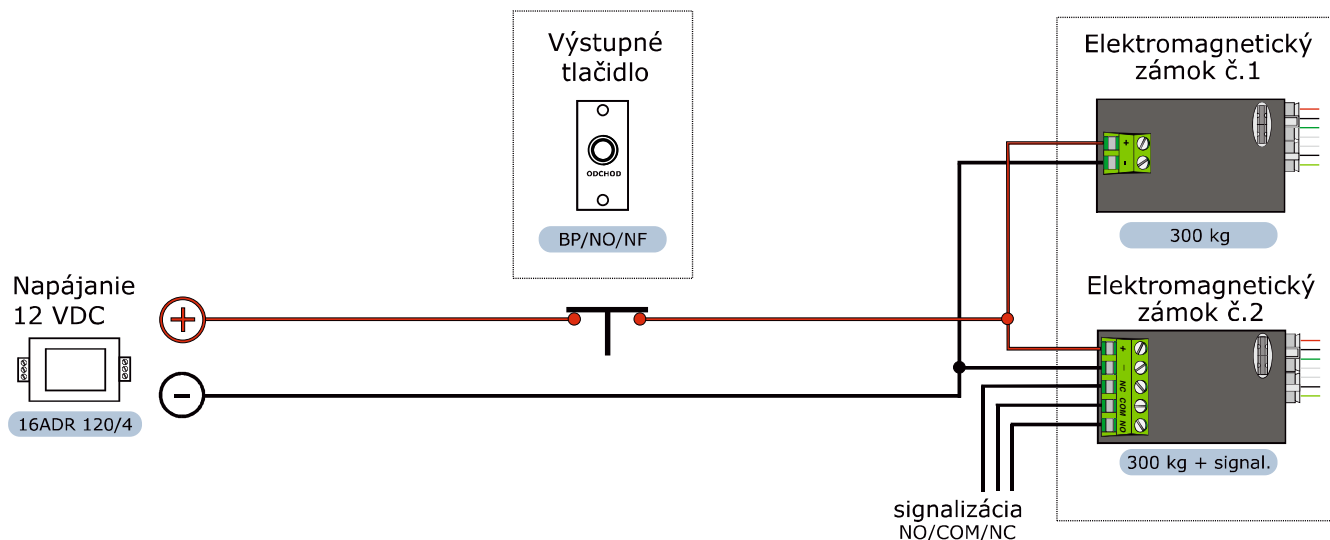 Výstupné
tlačidlo
ODCHOD
BP/NO/NF
Elektromagnetický
zámok č.1
+
-
300 kg
Napájanie
12 VDC
+
-
16ADR 120/4
Elektromagnetický
zámok č.2
+
-
NC
COM
NO
300 kg + signal.
signalizácia
NO/COM/NC